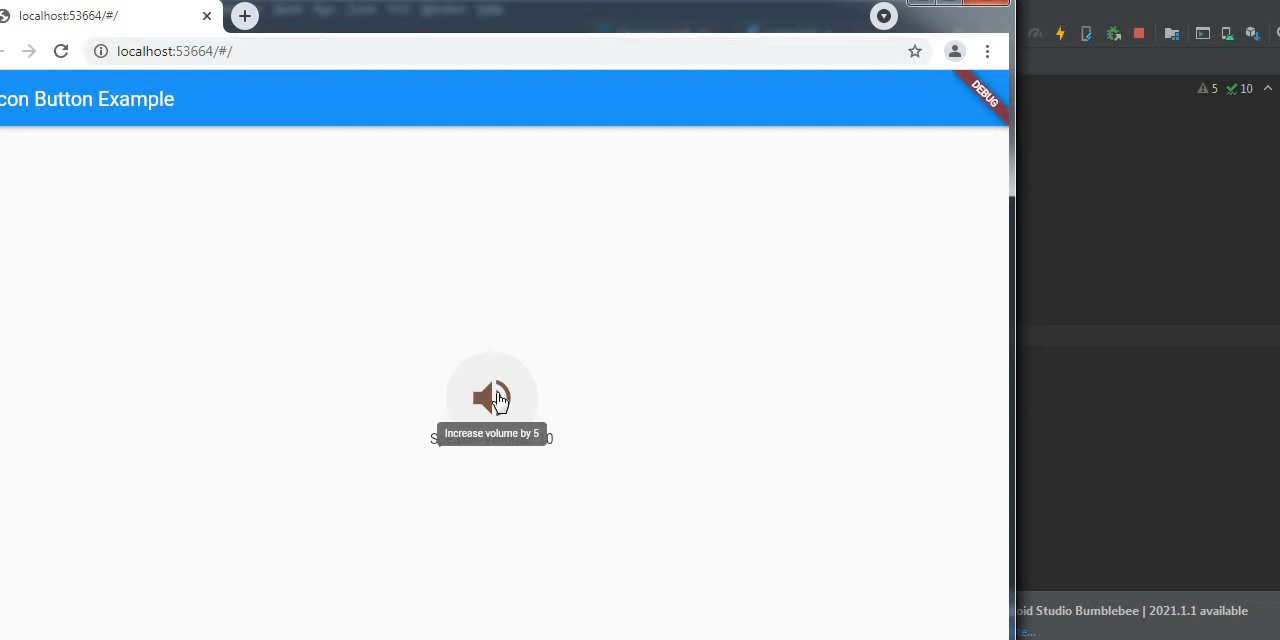 localhost:53664/#/
localhost:53664/#/
con Button Example
DEBUG
5
10
Increase volume by 5
oid Studio Bumblebee | 2021.1.1 available